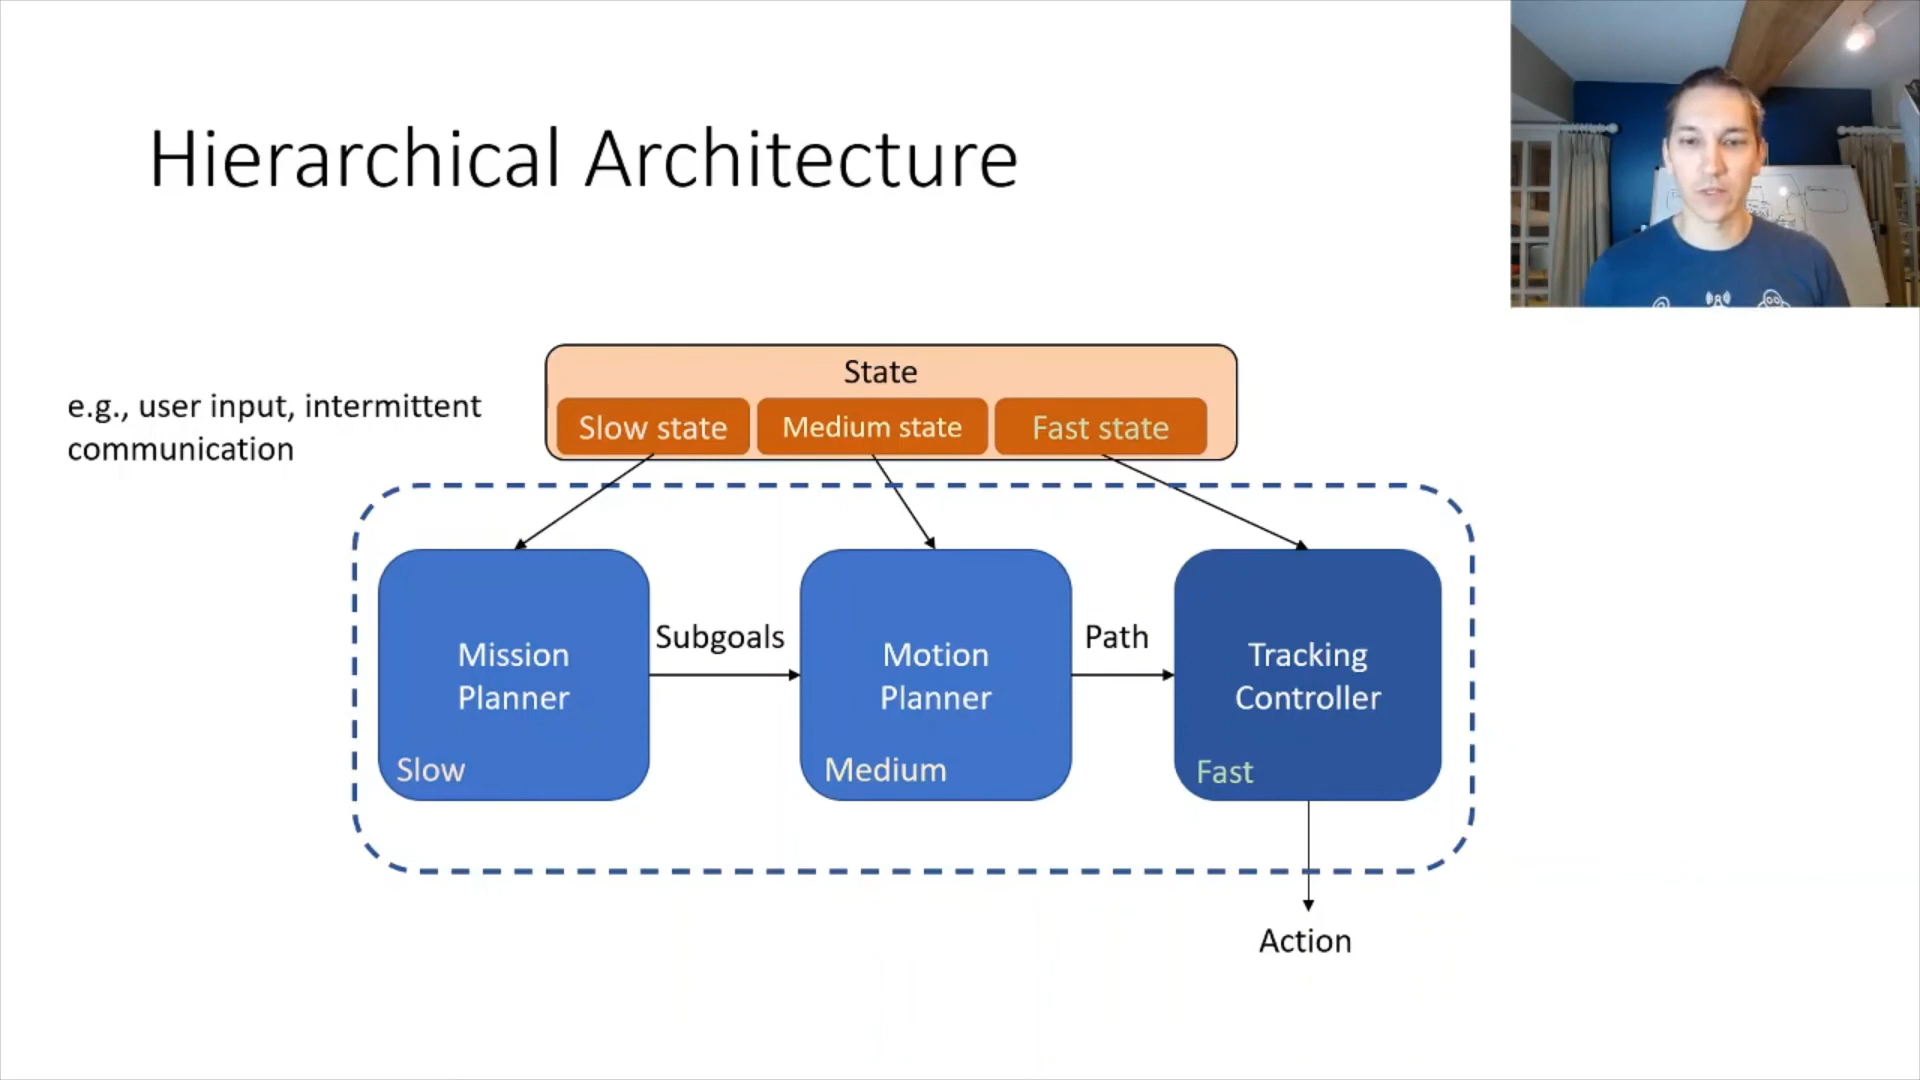 Hierarchical Architecture
e.g., user input, intermittent
communication
State
Slow state
Medium state
Fast state
Mission
Planner
Slow
Subgoals
Motion
Planner
Medium
Path
Tracking
Controller
Fast
Action